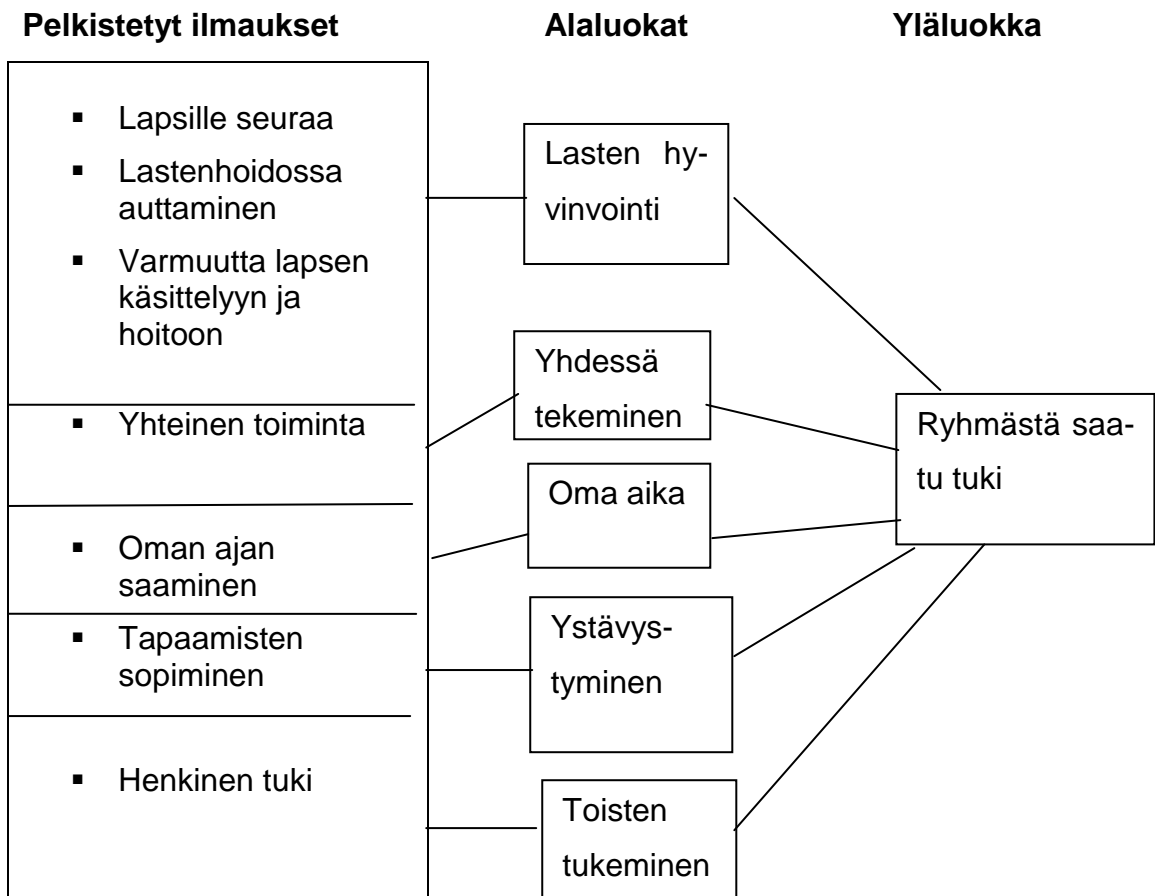 Pelkistetyt ilmaukset
Alaluokat
Yläluokka
▪ Lapsille seuraa
▪ Lastenhoidossa
auttaminen
▪ Varmuutta lapsen
käsittelyyn ja
hoitoon
▪ Yhteinen toiminta
▪ Oman ajan
saaminen
▪ Tapaamisten
sopiminen
▪ Henkinen tuki
Lasten hy-
vinvointi
Yhdessä
tekeminen
Oma aika
Ystävys-
tyminen
Toisten
tukeminen
Ryhmästä saa-
tu tuki